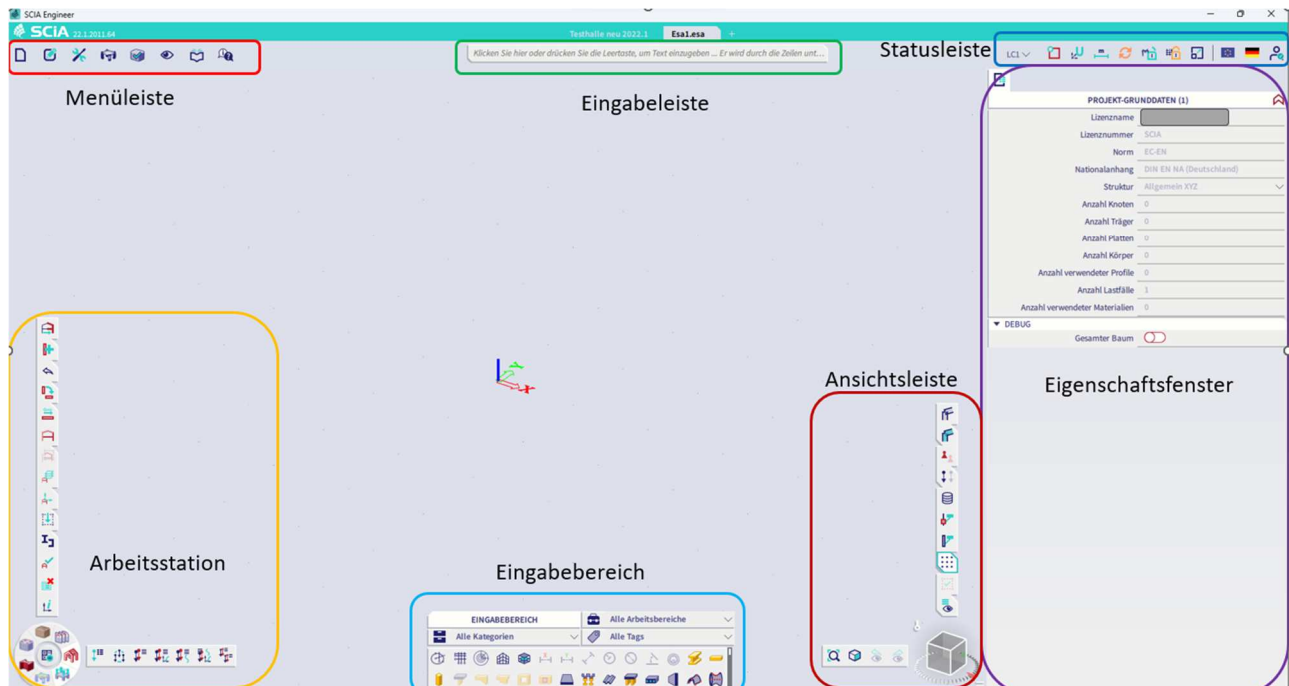 SCIA Engineer
SCIA 22.1.2011.64
Testhalle neu 2022.1 Esa1.esa +
Klicken Sie hier oder drücken Sie die Leertaste, um Text einzugeben ... Er wird durch die Zeilen unt...
Statusleiste
LC1
Menüleiste
Eingabeleiste
PROJEKT-GRUNDDATEN (1)
Lizenzname
Lizenznummer SCIA
Norm EC-EN
Nationalanhang DIN EN NA (Deutschland)
Struktur Allgemein XYZ
Anzahl Knoten 0
Anzahl Träger 0
Anzahl Platten 0
Anzahl Körper 0
Anzahl verwendeter Profile 0
Anzahl Lastfälle 1
Anzahl verwendeter Materialien 0
DEBUG
Gesamter Baum
Ansichtsleiste
Eigenschaftsfenster
Y
X
Arbeitsstation
Eingabebereich
EINGABEBEREICH Alle Arbeitsbereiche
Alle Kategorien Alle Tags